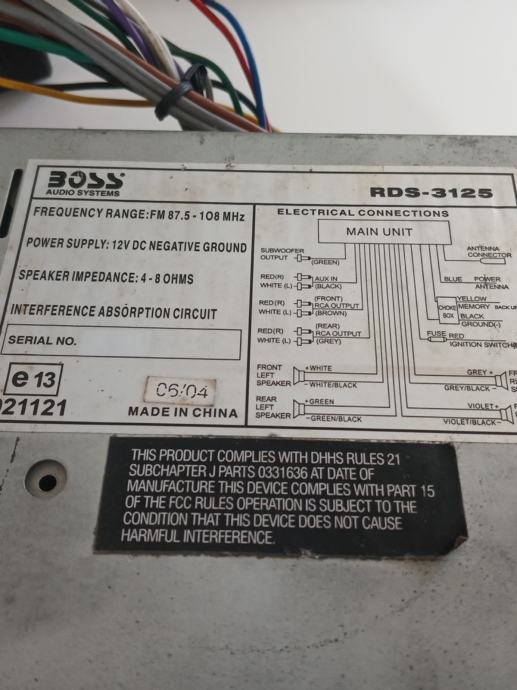 BOSS
AUDIO SYSTEMS
RDS-3125
FREQUENCY RANGE: FM 87.5 - 108 MHz
POWER SUPPLY: 12V DC NEGATIVE GROUND
SPEAKER IMPEDANCE: 4 - 8 OHMS
INTERFERENCE ABSORPTION CIRCUIT
SERIAL NO.
e13
021121
06/04
MADE IN CHINA
ELECTRICAL CONNECTIONS
MAIN UNIT
SUBWOOFER
OUTPUT
(GREEN)
RED(R)
WHITE (L)
AUX IN
(BLACK)
RED(R)
WHITE (L)
(FRONT)
RCA OUTPUT
(BROWN)
RED(R)
WHITE (L)
(REAR)
RCA OUTPUT
(GREY)
FRONT
LEFT
SPEAKER
+WHITE
-WHITE/BLACK
REAR
LEFT
SPEAKER
+GREEN
-GREEN/BLACK
ANTENNA
CONNECTOR
BLUE POWER
ANTENNA
CHOKE
BOX
YELLOW
MEMORY BACK
BLACK
GROUND(-)
FUSE RED
IGNITION SWITCH
GREY +
GREY/BLACK -
VIOLET +
VIOLET/BLACK -
THIS PRODUCT COMPLIES WITH DHHS RULES 21
SUBCHAPTER J PARTS 0331636 AT DATE OF
MANUFACTURE THIS DEVICE COMPLIES WITH PART 15
OF THE FCC RULES OPERATION IS SUBJECT TO THE
CONDITION THAT THIS DEVICE DOES NOT CAUSE
HARMFUL INTERFERENCE.